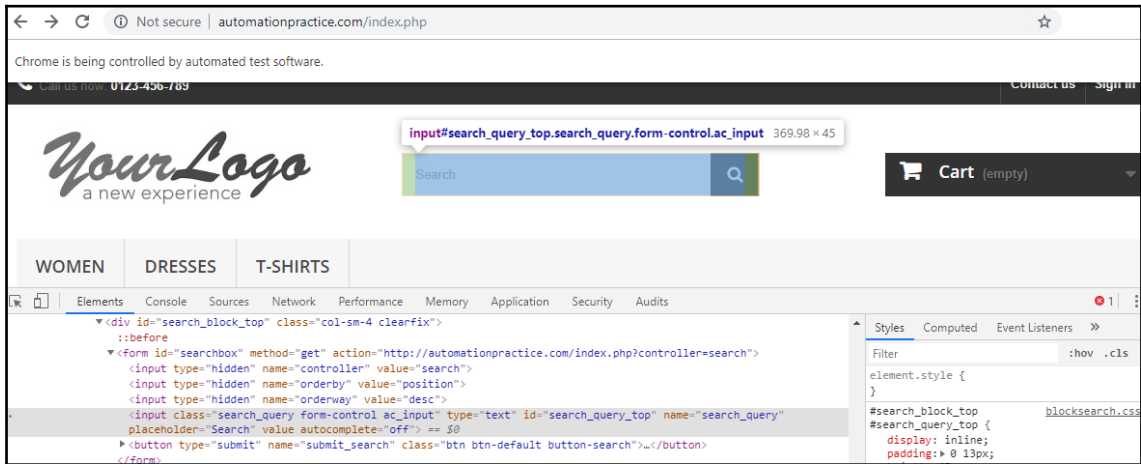 Not secure | automationpractice.com/index.php
Chrome is being controlled by automated test software.
Call us now: 0123-456-789 Contact us Sign in
input#search_query_top.search_query.form-control.ac_input 369.98 × 45
Your Logo
a new experience
Search
Cart (empty)
WOMEN DRESSES T-SHIRTS
Elements Console Sources Network Performance Memory Application Security Audits 1
▼<div id="search_block_top" class="col-sm-4 clearfix">
::before
▼<form id="searchbox" method="get" action="http://automationpractice.com/index.php?controller=search">
<input type="hidden" name="controller" value="search">
<input type="hidden" name="orderby" value="position">
<input type="hidden" name="orderway" value="desc">
<input class="search_query form-control ac_input" type="text" id="search_query_top" name="search_query"
placeholder="Search" value autocomplete="off"> == $0
▶<button type="submit" name="submit_search" class="btn btn-default button-search">…</button>
</form>
Styles Computed Event Listeners »
Filter :hov .cls
element.style {
}
#search_block_top blocksearch.css
#search_query_top {
display: inline;
padding:▶ 0 13px;